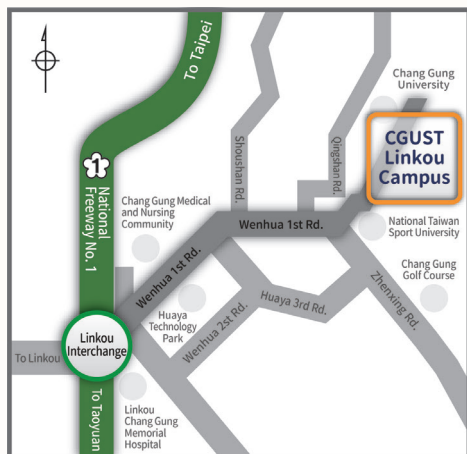 To Taipei
1
National
Freeway No. 1
Chang Gung
University
CGUST
Linkou
Campus
Shoushan Rd.
Qingshan Rd.
Chang Gung Medical
and Nursing
Community
Wenhua 1st Rd.
Wenhua 1st Rd.
National Taiwan
Sport University
Chang Gung
Golf Course
Zhenxing Rd.
Huaya 3rd Rd.
Huaya
Technology
Park
Wenhua 2st Rd.
Linkou
Interchange
To Linkou
To Taoyuan
Linkou
Chang Gung
Memorial
Hospital